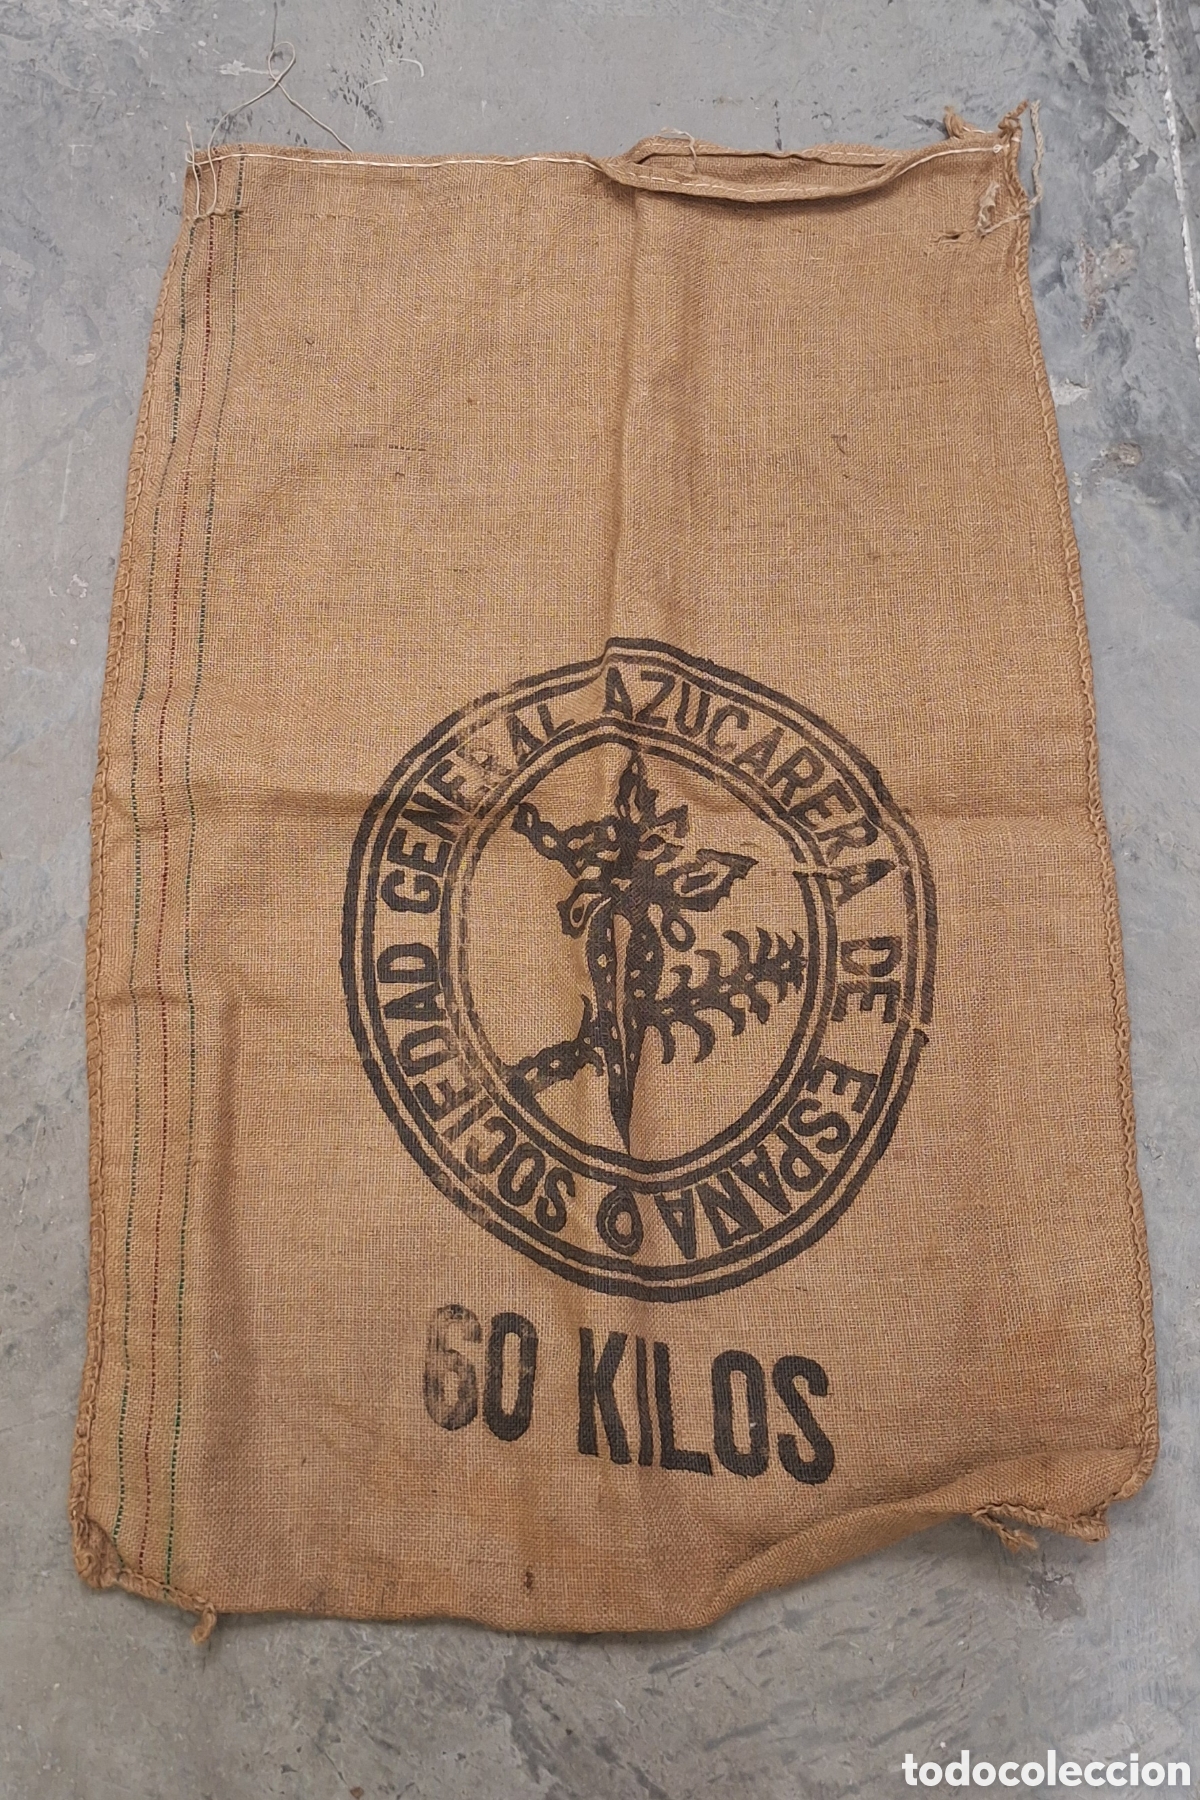 SOCIEDAD GENERAL AZUCARERA DE ESPAÑA
60 KILOS
todocoleccion